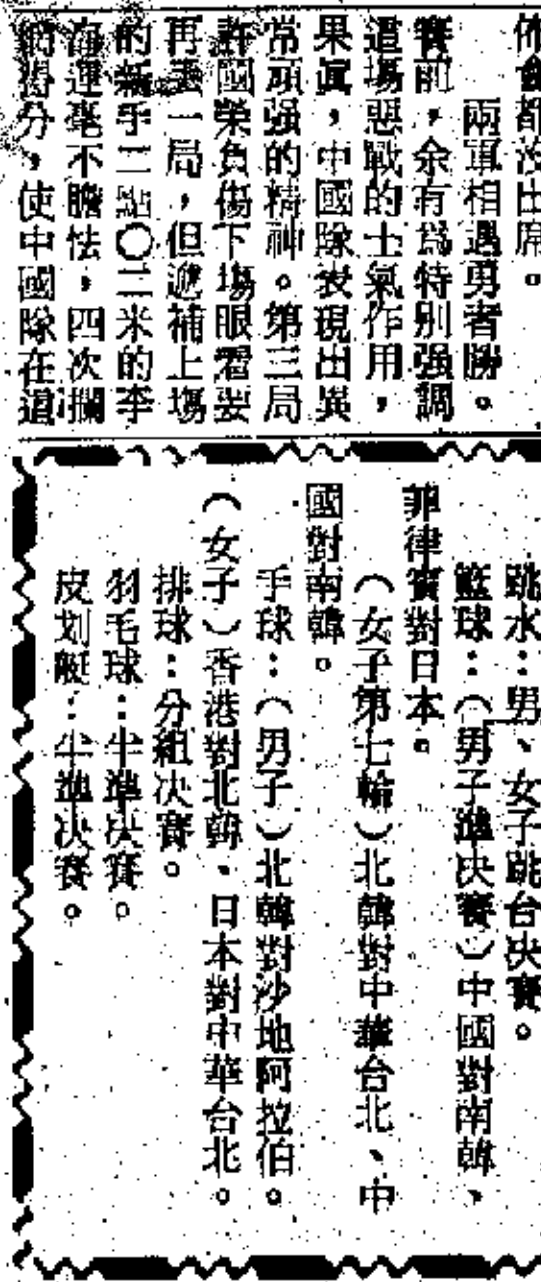 佈會都沒出席。
兩軍相遇勇者勝。
賽前，余有爲特別强調
這場惡戰的士氣作用，
果眞，中國隊表現出異
常頑强的精神。第三局
許國榮負傷下塲眼看要
再丟一局，但遞補上塲
的新手二點〇二米的李
海運毫不膽怯，四次攔
網得分，使中國隊在這
跳水：男、女子跳台決賽。
籃球：（男子準決賽）中國對南韓、
菲律賓對日本。
（女子第七輪）北韓對中華台北、中
國對南韓。
手球：（男子）北韓對沙地阿拉伯。
（女子）香港對北韓、日本對中華台北。
排球：分組決賽。
羽毛球：半準決賽。
皮划艇：半準決賽。